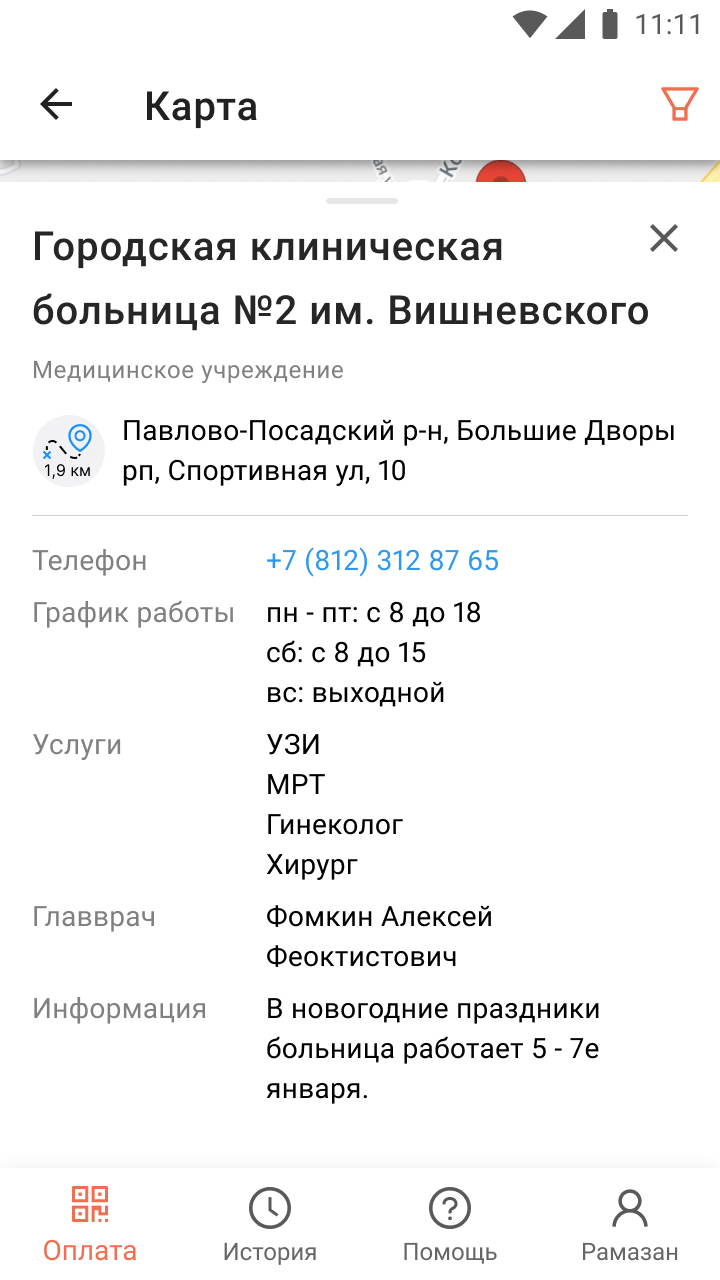 11:11
Карта
Городская клиническая
больница №2 им. Вишневского
Медицинское учреждение
1,9 км
Павлово-Посадский р-н, Большие Дворы
рп, Спортивная ул, 10
Телефон
+7 (812) 312 87 65
График работы
пн - пт: с 8 до 18
сб: с 8 до 15
вс: выходной
Услуги
УЗИ
МРТ
Гинеколог
Хирург
Главврач
Фомкин Алексей
Феоктистович
Информация
В новогодние праздники
больница работает 5 - 7е
января.
Оплата
История
Помощь
Рамазан